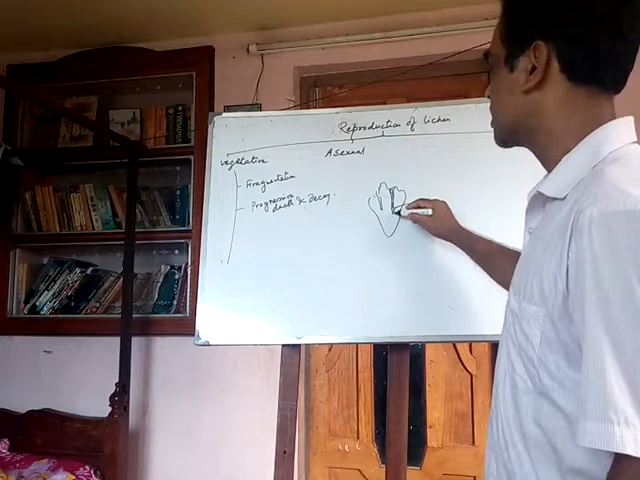 Reproduction of lichen
vegetative
Asexual
- Fragmentation
- Progressive
death & decay.